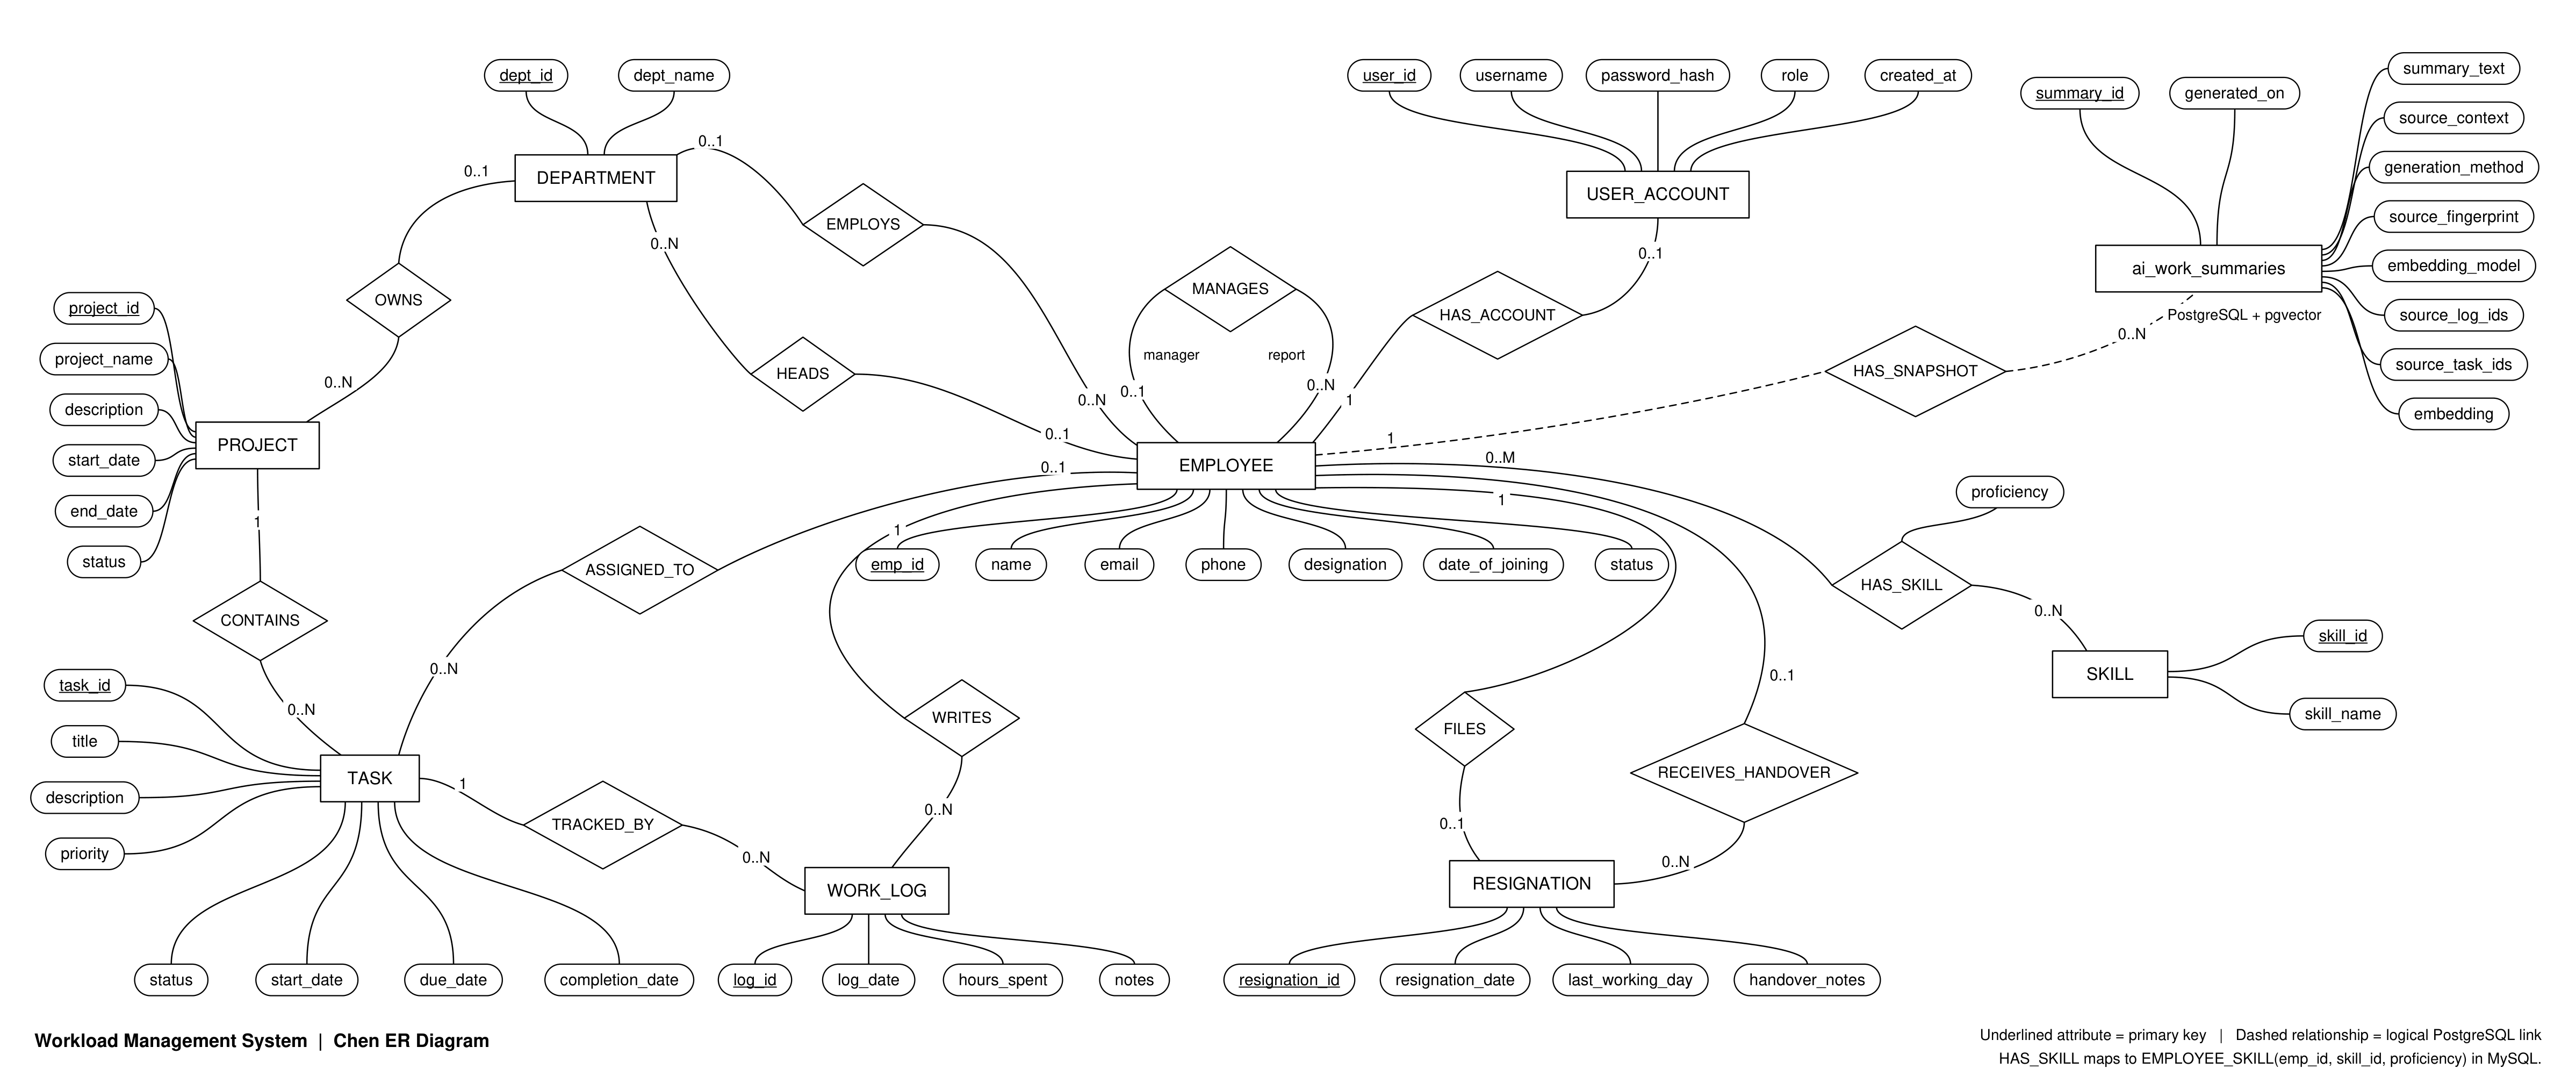 dept_id
dept_name
user_id
username
password_hash
role
created_at
summary_id
generated_on
summary_text
source_context
generation_method
source_fingerprint
embedding_model
source_log_ids
source_task_ids
embedding
0..1
0..1
DEPARTMENT
USER_ACCOUNT
EMPLOYS
0..N
0..1
ai_work_summaries
PostgreSQL + pgvector
0..N
OWNS
MANAGES
manager
report
0..1
0..N
HAS_ACCOUNT
1
HAS_SNAPSHOT
1
HEADS
0..N
0..1
0..N
project_id
project_name
description
start_date
end_date
status
PROJECT
EMPLOYEE
0..1
0..M
1
1
1
proficiency
emp_id
name
email
phone
designation
date_of_joining
status
ASSIGNED_TO
HAS_SKILL
0..N
CONTAINS
0..N
0..N
skill_id
SKILL
skill_name
0..1
task_id
title
description
priority
TASK
WRITES
FILES
RECEIVES_HANDOVER
1
0..N
0..1
TRACKED_BY
0..N
0..N
WORK_LOG
RESIGNATION
status
start_date
due_date
completion_date
log_id
log_date
hours_spent
notes
resignation_id
resignation_date
last_working_day
handover_notes
Workload Management System | Chen ER Diagram
Underlined attribute = primary key | Dashed relationship = logical PostgreSQL link
HAS_SKILL maps to EMPLOYEE_SKILL(emp_id, skill_id, proficiency) in MySQL.